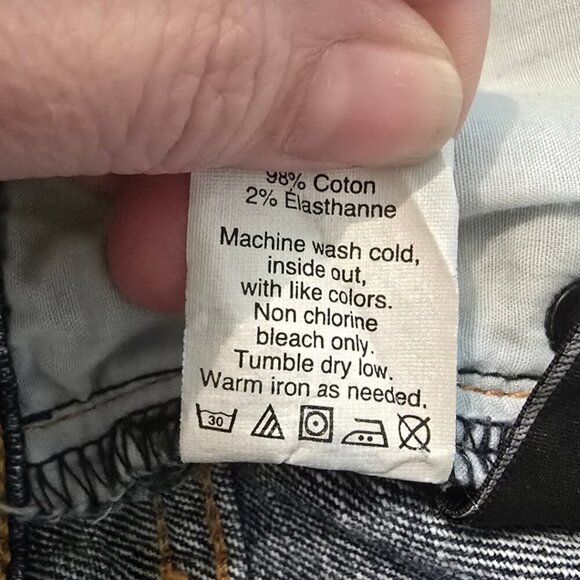 98% Coton
2% Élasthanne
Machine wash cold,
inside out,
with like colors.
Non chlorine
bleach only.
Tumble dry low.
Warm iron as needed.
30